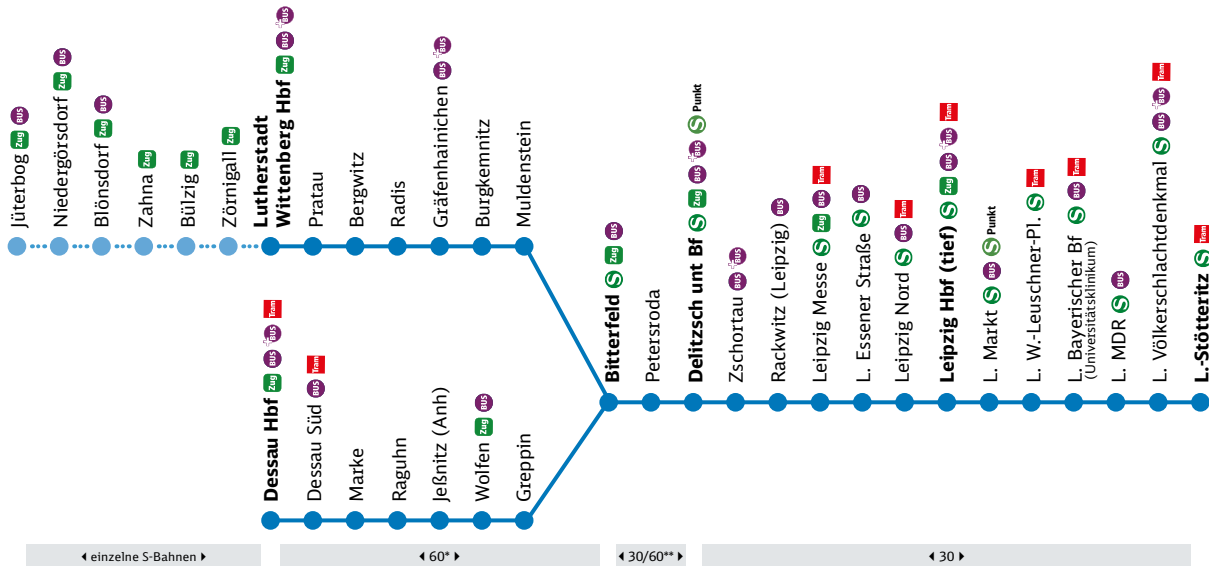 Jüterbog Zug BUS
Niedergörsdorf Zug BUS
Blönsdorf Zug BUS
Zahna Zug
Bülzig Zug
Zörnigall Zug
Lutherstadt
Wittenberg Hbf Zug BUS +BUS
Pratau
Bergwitz
Radis
Gräfenhainichen BUS +BUS
Burgkemnitz
Muldenstein
Dessau Hbf Zug BUS +BUS Tram
Dessau Süd BUS Tram
Marke
Raguhn
Jeßnitz (Anh)
Wolfen Zug BUS
Greppin
Bitterfeld S Zug BUS
Petersroda
Delitzsch unt Bf S Zug BUS +BUS S Punkt
Zschortau BUS +BUS
Rackwitz (Leipzig) BUS
Leipzig Messe S Zug BUS Tram
L. Essener Straße S BUS
Leipzig Nord S BUS Tram
Leipzig Hbf (tief) S Zug BUS +BUS Tram
L. Markt S BUS S Punkt
L. W.-Leuschner-Pl. S Tram
L. Bayerischer Bf S BUS Tram
(Universitätsklinikum)
L. MDR S BUS
L. Völkerschlachtdenkmal S BUS +BUS Tram
L.-Stötteritz S Tram
einzelne S-Bahnen
60*
30/60**
30